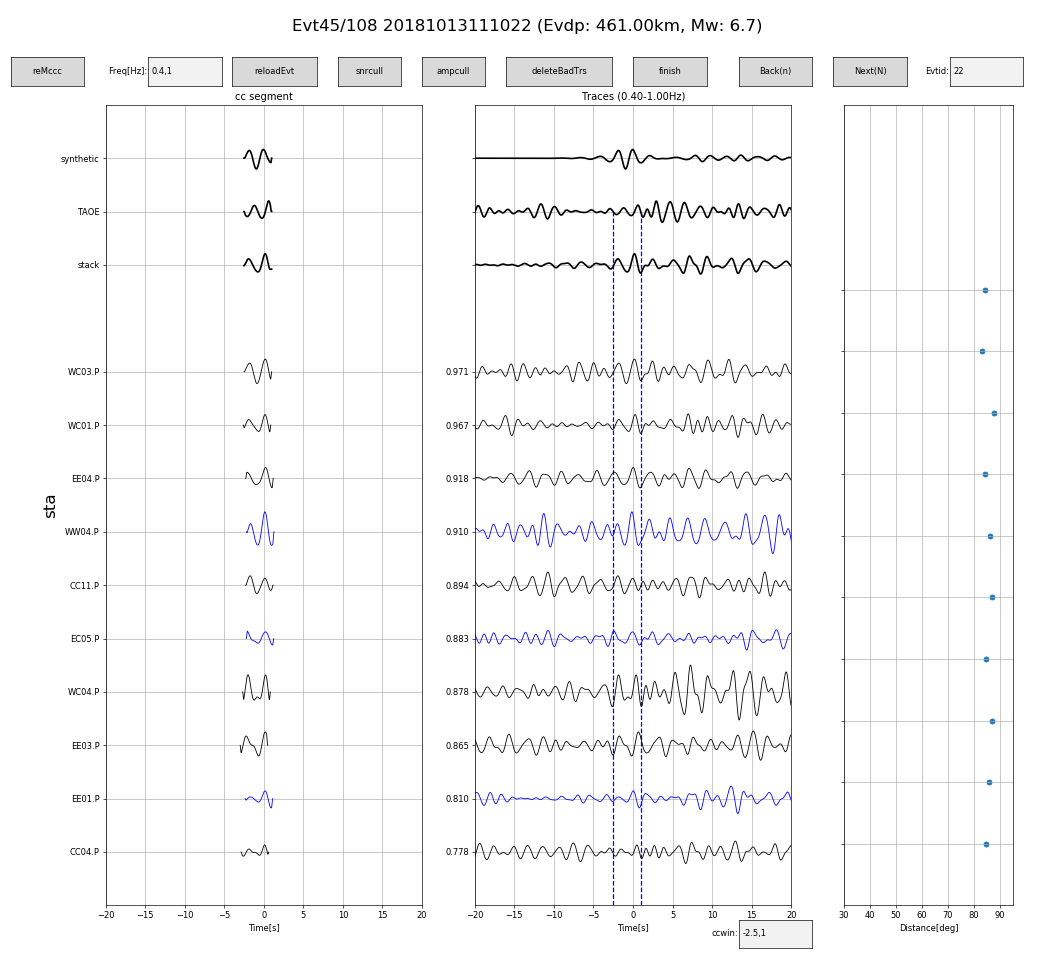 Evt45/108 20181013111022 (Evdp: 461.00km, Mw: 6.7)
reMccc Freq[Hz]: 0.4,1 reloadEvt snrcull ampcull deleteBadTrs finish Back(n) Next(N) Evtid: 22
cc segment Traces (0.40-1.00Hz)
synthetic
TAOE
stack
WC03.P 0.971
WC01.P 0.967
EE04.P 0.918
sta
WW04.P 0.910
CC11.P 0.894
EC05.P 0.883
WC04.P 0.878
EE03.P 0.865
EE01.P 0.810
CC04.P 0.778
−20 −15 −10 −5 0 5 10 15 20 −20 −15 −10 −5 0 5 10 15 20 30 40 50 60 70 80 90
Time[s] Time[s] Distance[deg]
ccwin: -2.5,1